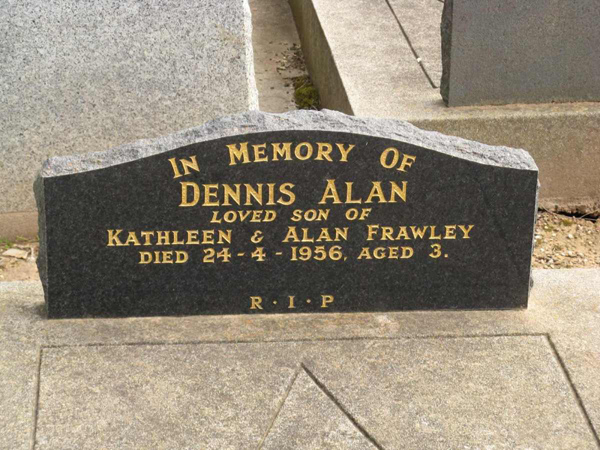 IN MEMORY OF
DENNIS ALAN
LOVED SON OF
KATHLEEN & ALAN FRAWLEY
DIED 24-4-1956, AGED 3.
R·I·P